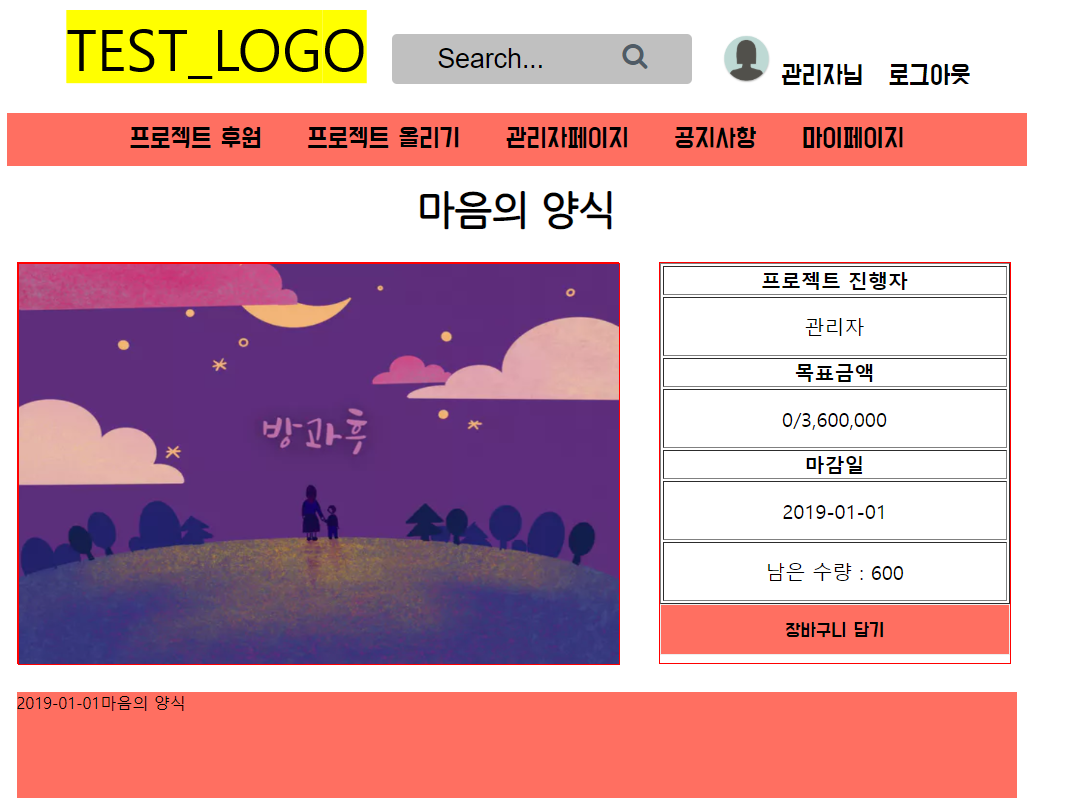 TEST_LOGO
Search...
관리자님 로그아웃
프로젝트 후원 프로젝트 올리기 관리자페이지 공지사항 마이페이지
마음의 양식
방과후
프로젝트 진행자
관리자
목표금액
0/3,600,000
마감일
2019-01-01
남은 수량 : 600
장바구니 담기
2019-01-01마음의 양식